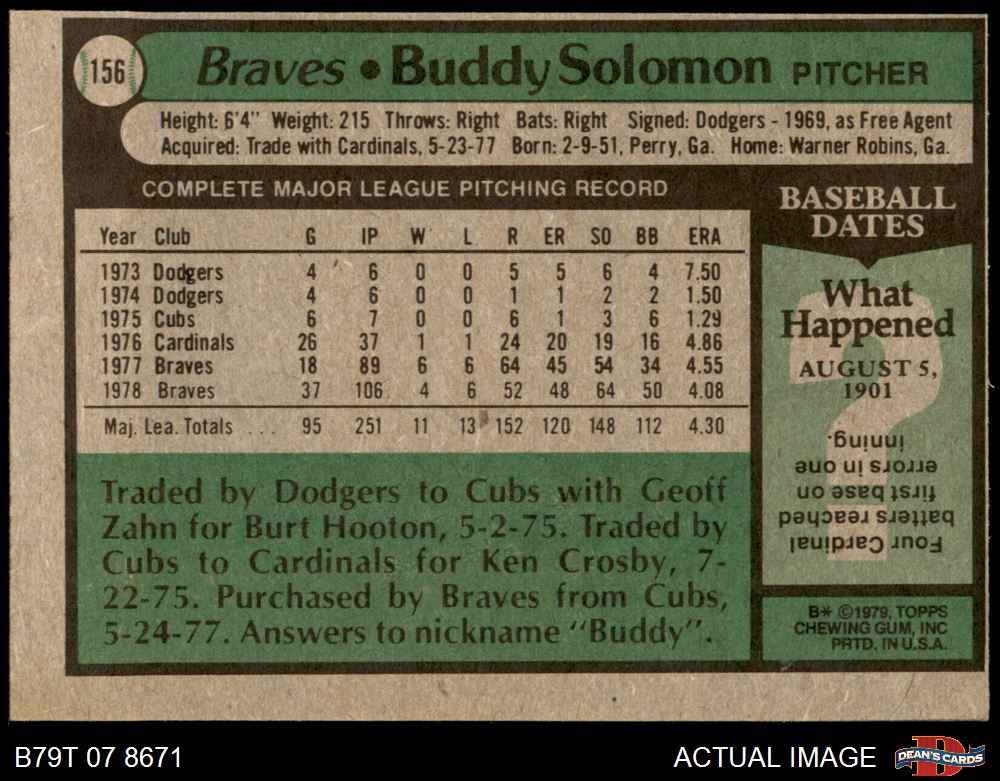 156
Braves • Buddy Solomon PITCHER
Height: 6'4" Weight: 215 Throws: Right Bats: Right Signed: Dodgers - 1969, as Free Agent
Acquired: Trade with Cardinals, 5-23-77 Born: 2-9-51, Perry, Ga. Home: Warner Robins, Ga.
COMPLETE MAJOR LEAGUE PITCHING RECORD
Year Club G IP W L R ER SO BB ERA
1973 Dodgers 4 6 0 0 5 5 6 4 7.50
1974 Dodgers 4 6 0 0 1 1 2 2 1.50
1975 Cubs 6 7 0 0 6 1 3 6 1.29
1976 Cardinals 26 37 1 1 24 20 19 16 4.86
1977 Braves 18 89 6 6 64 45 54 34 4.55
1978 Braves 37 106 4 6 52 48 64 50 4.08
Maj. Lea. Totals ... 95 251 11 13 152 120 148 112 4.30
Traded by Dodgers to Cubs with Geoff
Zahn for Burt Hooton, 5-2-75. Traded by
Cubs to Cardinals for Ken Crosby, 7-
22-75. Purchased by Braves from Cubs,
5-24-77. Answers to nickname "Buddy".
BASEBALL
DATES
What
Happened
AUGUST 5,
1901
Four Cardinal
batters reached
first base on
errors in one
inning.
B* ©1979, TOPPS
CHEWING GUM, INC
PRTD. IN U.S.A.
B79T 07 8671
ACTUAL IMAGE
D
DEAN'S CARDS